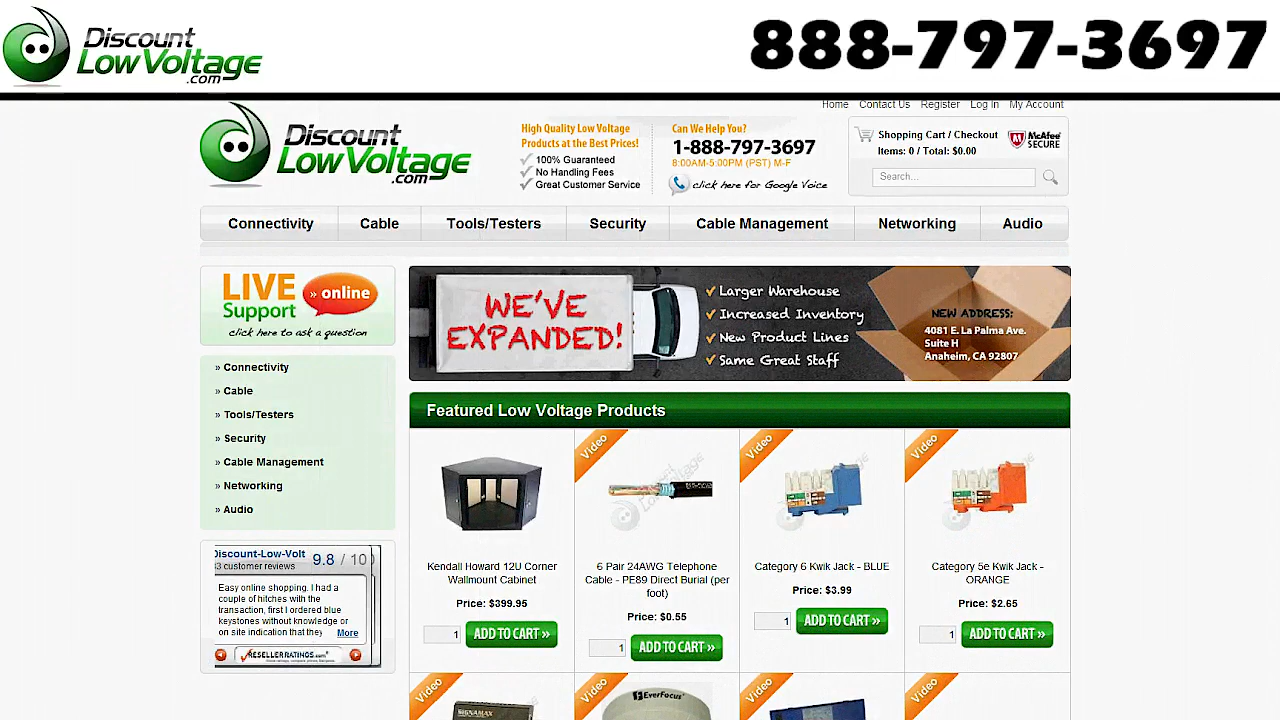 Discount
LowVoltage
.com
888-797-3697
Home Contact Us Register Log In My Account
Discount
LowVoltage
.com
High Quality Low Voltage
Products at the Best Prices!
100% Guaranteed
No Handling Fees
Great Customer Service
Can We Help You?
1-888-797-3697
8:00AM-5:00PM (PST) M-F
click here for Google Voice
Shopping Cart / Checkout
Items: 0 / Total: $0.00
McAfee
SECURE
Search...
Connectivity Cable Tools/Testers Security Cable Management Networking Audio
LIVE
Support
» online
click here to ask a question
» Connectivity
» Cable
» Tools/Testers
» Security
» Cable Management
» Networking
» Audio
WE'VE
EXPANDED!
Larger Warehouse
Increased Inventory
New Product Lines
Same Great Staff
NEW ADDRESS:
4081 E. La Palma Ave.
Suite H
Anaheim, CA 92807
Featured Low Voltage Products
Video Video Video
Kendall Howard 12U Corner
Wallmount Cabinet
Price: $399.95
1 ADD TO CART »
6 Pair 24AWG Telephone
Cable - PE89 Direct Burial (per
foot)
Price: $0.55
1 ADD TO CART »
Category 6 Kwik Jack - BLUE
Price: $3.99
1 ADD TO CART »
Category 5e Kwik Jack -
ORANGE
Price: $2.65
1 ADD TO CART »
Discount-Low-Volt 9.8 / 10
customer reviews
Easy online shopping. I had a
couple of hitches with the
transaction, first I ordered blue
keystones without knowledge or
on site indication that they More
RESELLERRATINGS.com
Video Video Video Video
SIGNAMAX
EverFocus